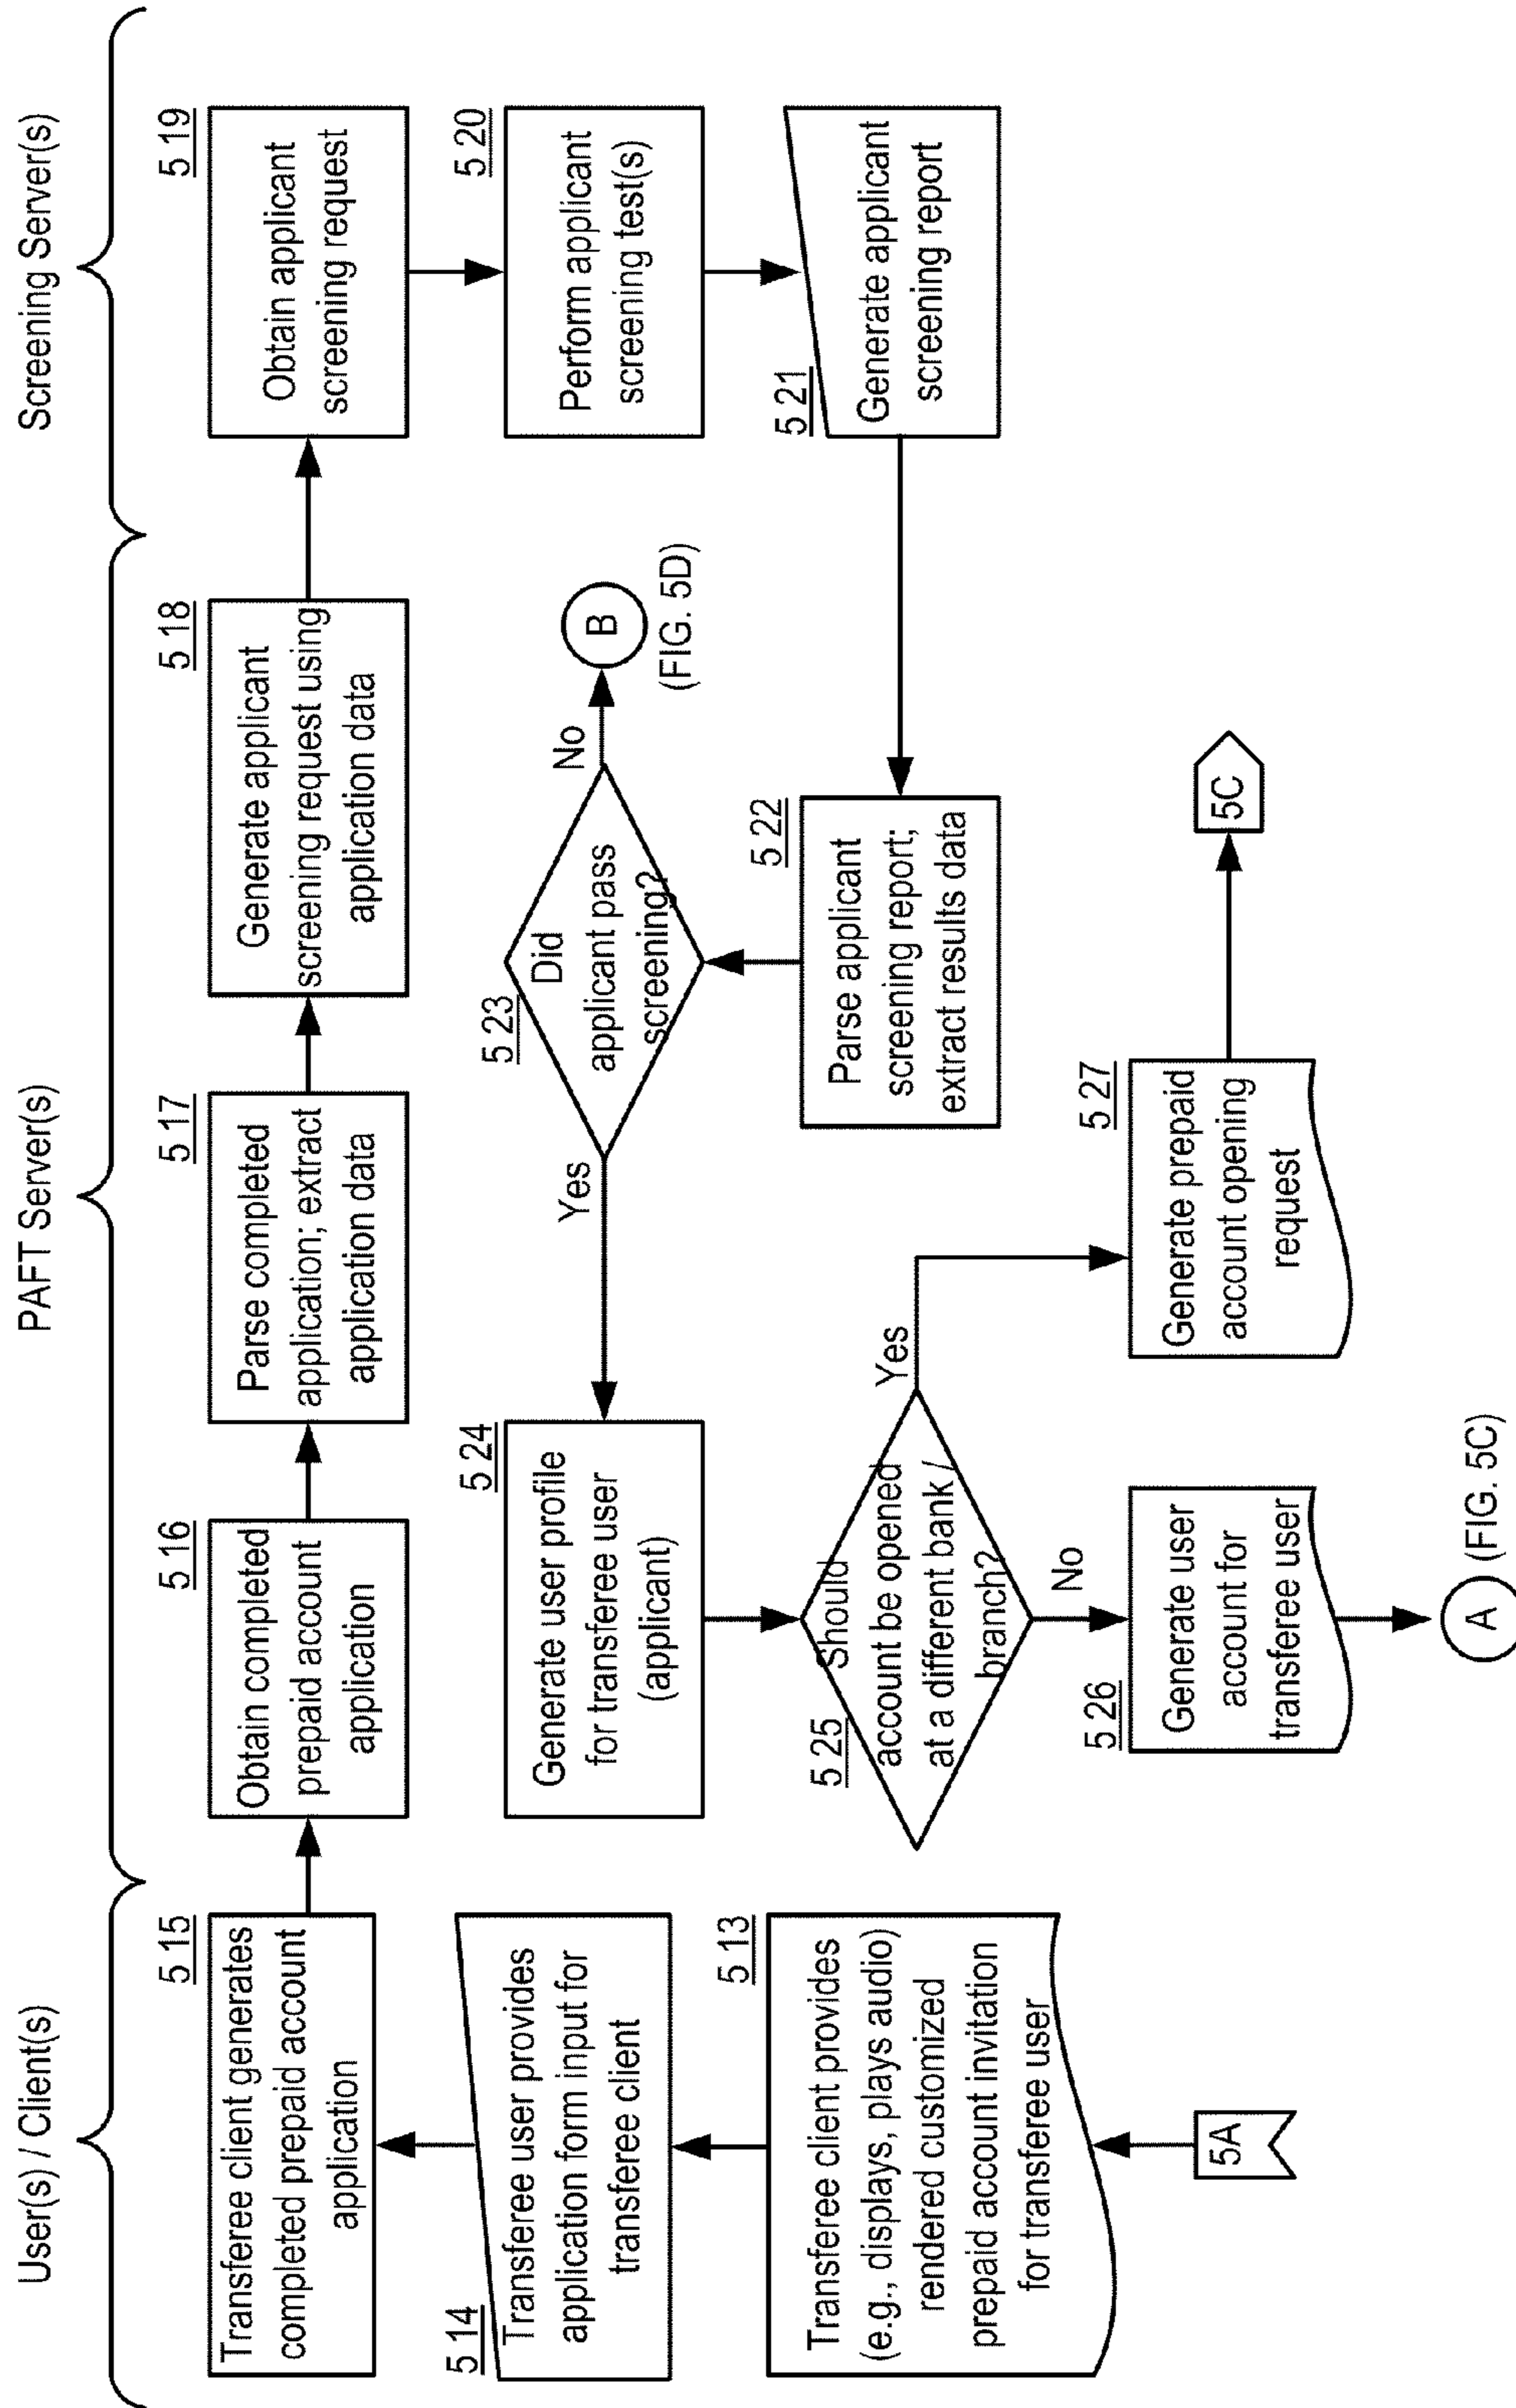 User(s) / Client(s)
PAFT Server(s)
Screening Server(s)
5 15
Transferee client generates
completed prepaid account
application
5 16
Obtain completed
prepaid account
application
5 17
Parse completed
application; extract
application data
5 18
Generate applicant
screening request using
application data
5 19
Obtain applicant
screening request
5 14
Transferee user provides
application form input for
transferee client
5 24
Generate user profile
for transferee user
(applicant)
Yes
5 23
Did
applicant pass
screening?
No
B
(FIG. 5D)
5 20
Perform applicant
screening test(s)
5 13
Transferee client provides
(e.g., displays, plays audio)
rendered customized
prepaid account invitation
for transferee user
5A
5 25
Should
account be opened
at a different bank /
branch?
Yes
No
5 22
Parse applicant
screening report;
extract results data
5 21
Generate applicant
screening report
5 26
Generate user
account for
transferee user
A
(FIG. 5C)
5 27
Generate prepaid
account opening
request
5C